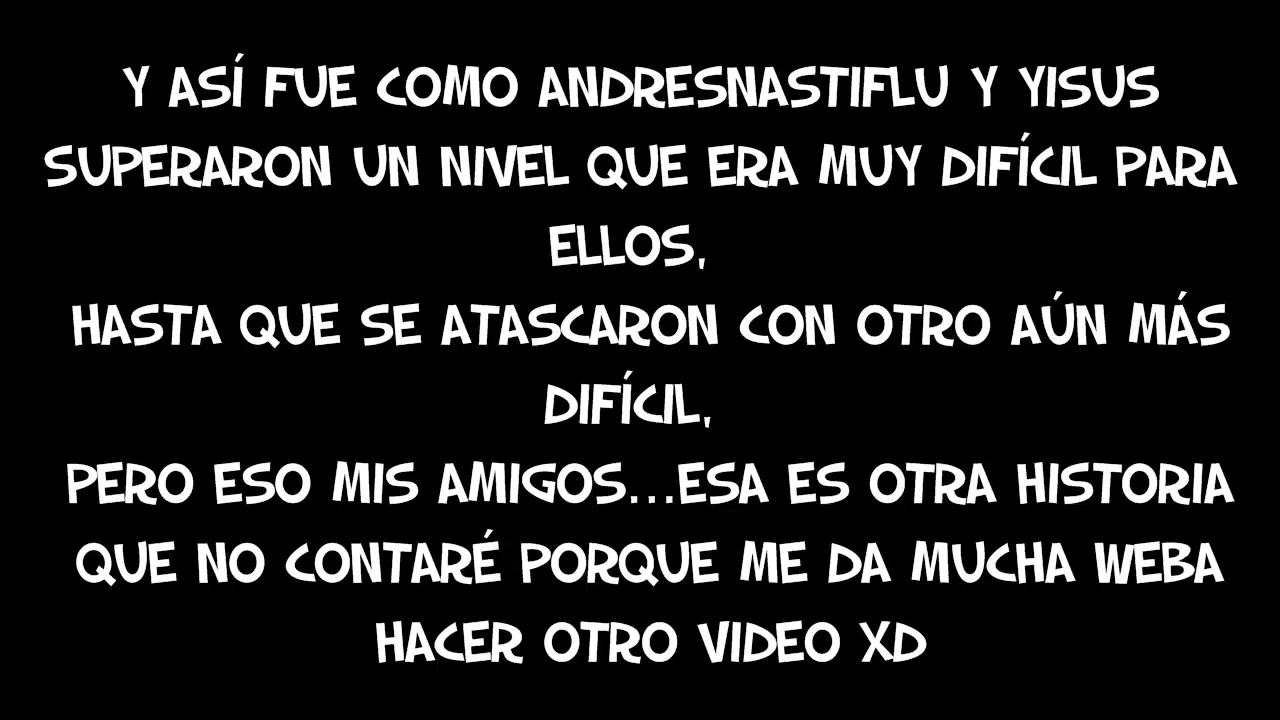 Y ASÍ FUE COMO ANDRESNASTIFLU Y YISUS
SUPERARON UN NIVEL QUE ERA MUY DIFÍCIL PARA
ELLOS,
HASTA QUE SE ATASCARON CON OTRO AÚN MÁS
DIFÍCIL,
PERO ESO MIS AMIGOS...ESA ES OTRA HISTORIA
QUE NO CONTARÉ PORQUE ME DA MUCHA WEBA
HACER OTRO VIDEO XD